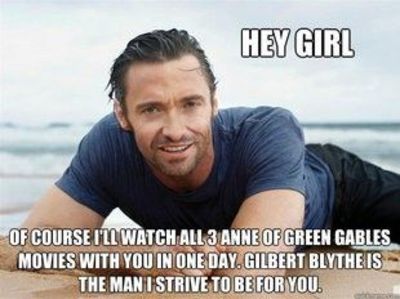 HEY GIRL
OF COURSE I'LL WATCH ALL 3 ANNE OF GREEN GABLES
MOVIES WITH YOU IN ONE DAY. GILBERT BLYTHE IS
THE MAN I STRIVE TO BE FOR YOU.